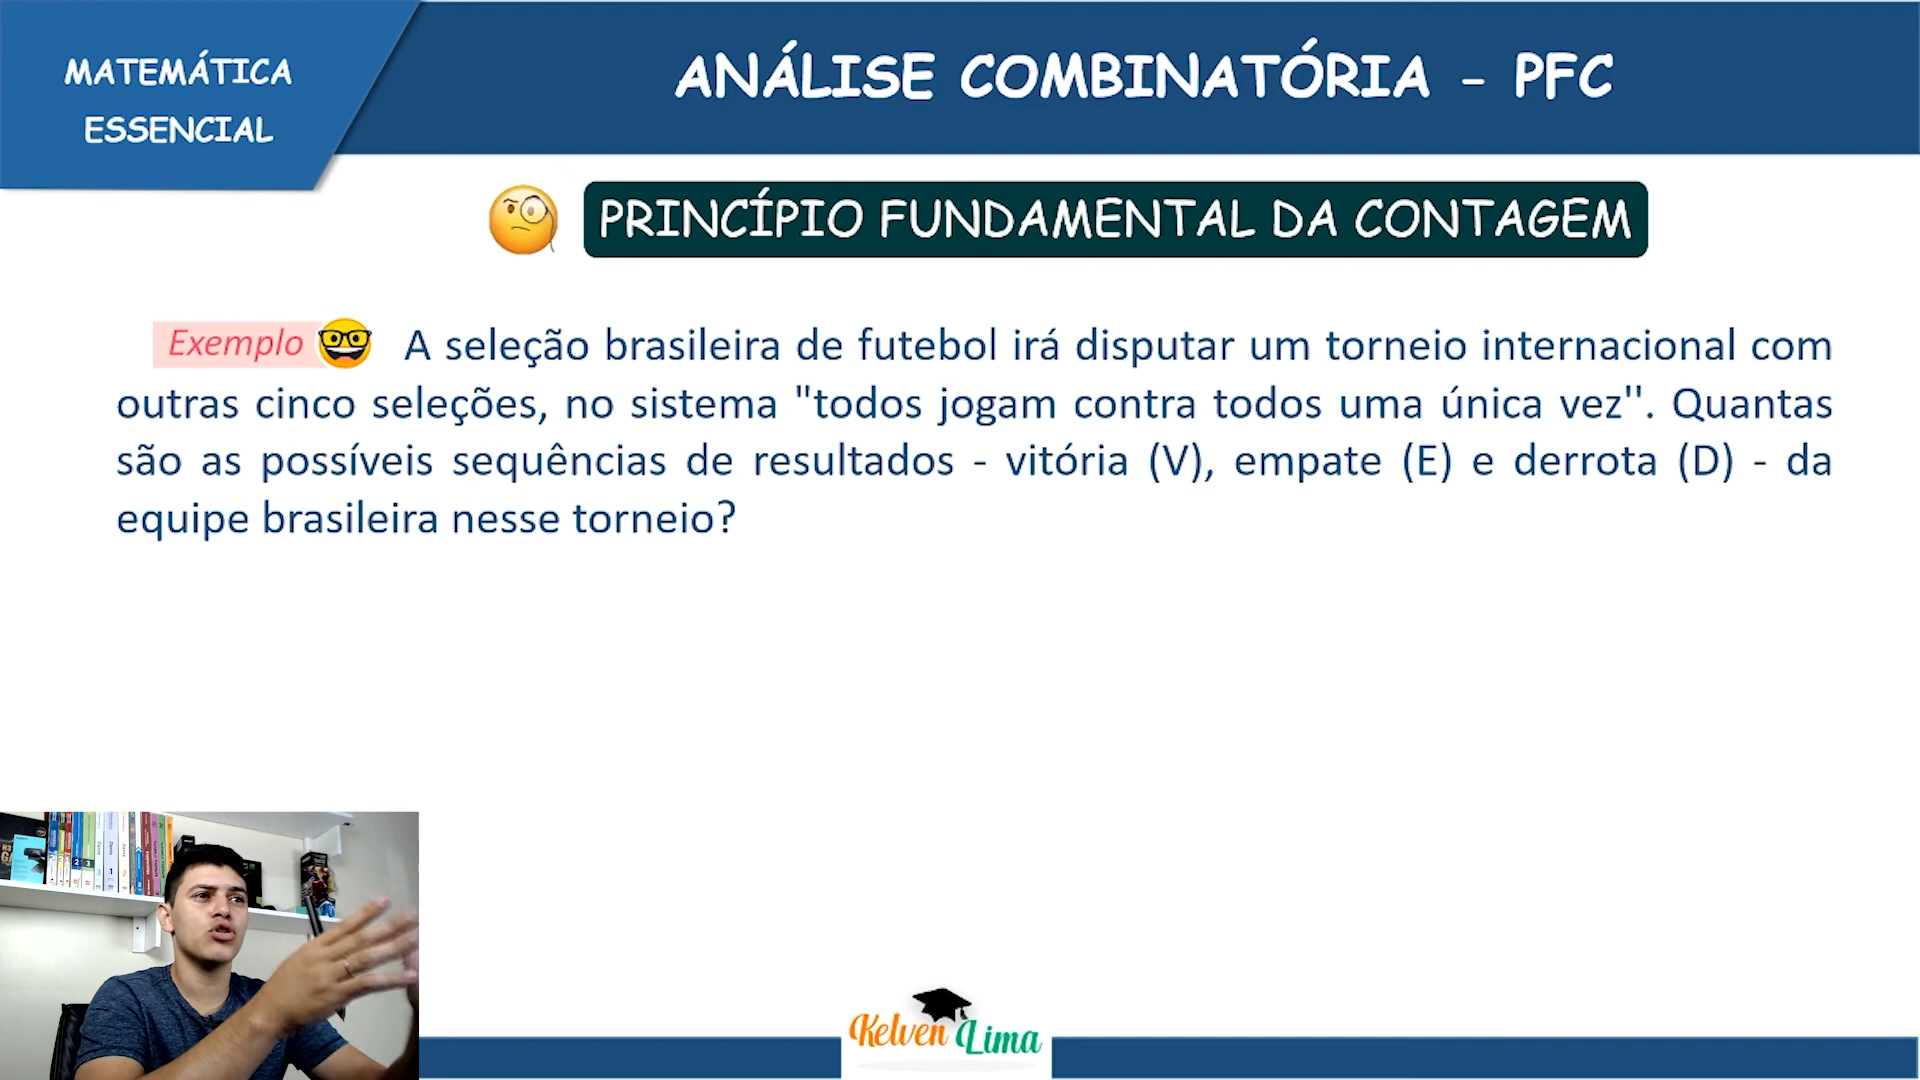 MATEMÁTICA
ESSENCIAL
ANÁLISE COMBINATÓRIA - PFC
PRINCÍPIO FUNDAMENTAL DA CONTAGEM
Exemplo A seleção brasileira de futebol irá disputar um torneio internacional com
outras cinco seleções, no sistema "todos jogam contra todos uma única vez''. Quantas
são as possíveis sequências de resultados - vitória (V), empate (E) e derrota (D) - da
equipe brasileira nesse torneio?
Kelven Lima